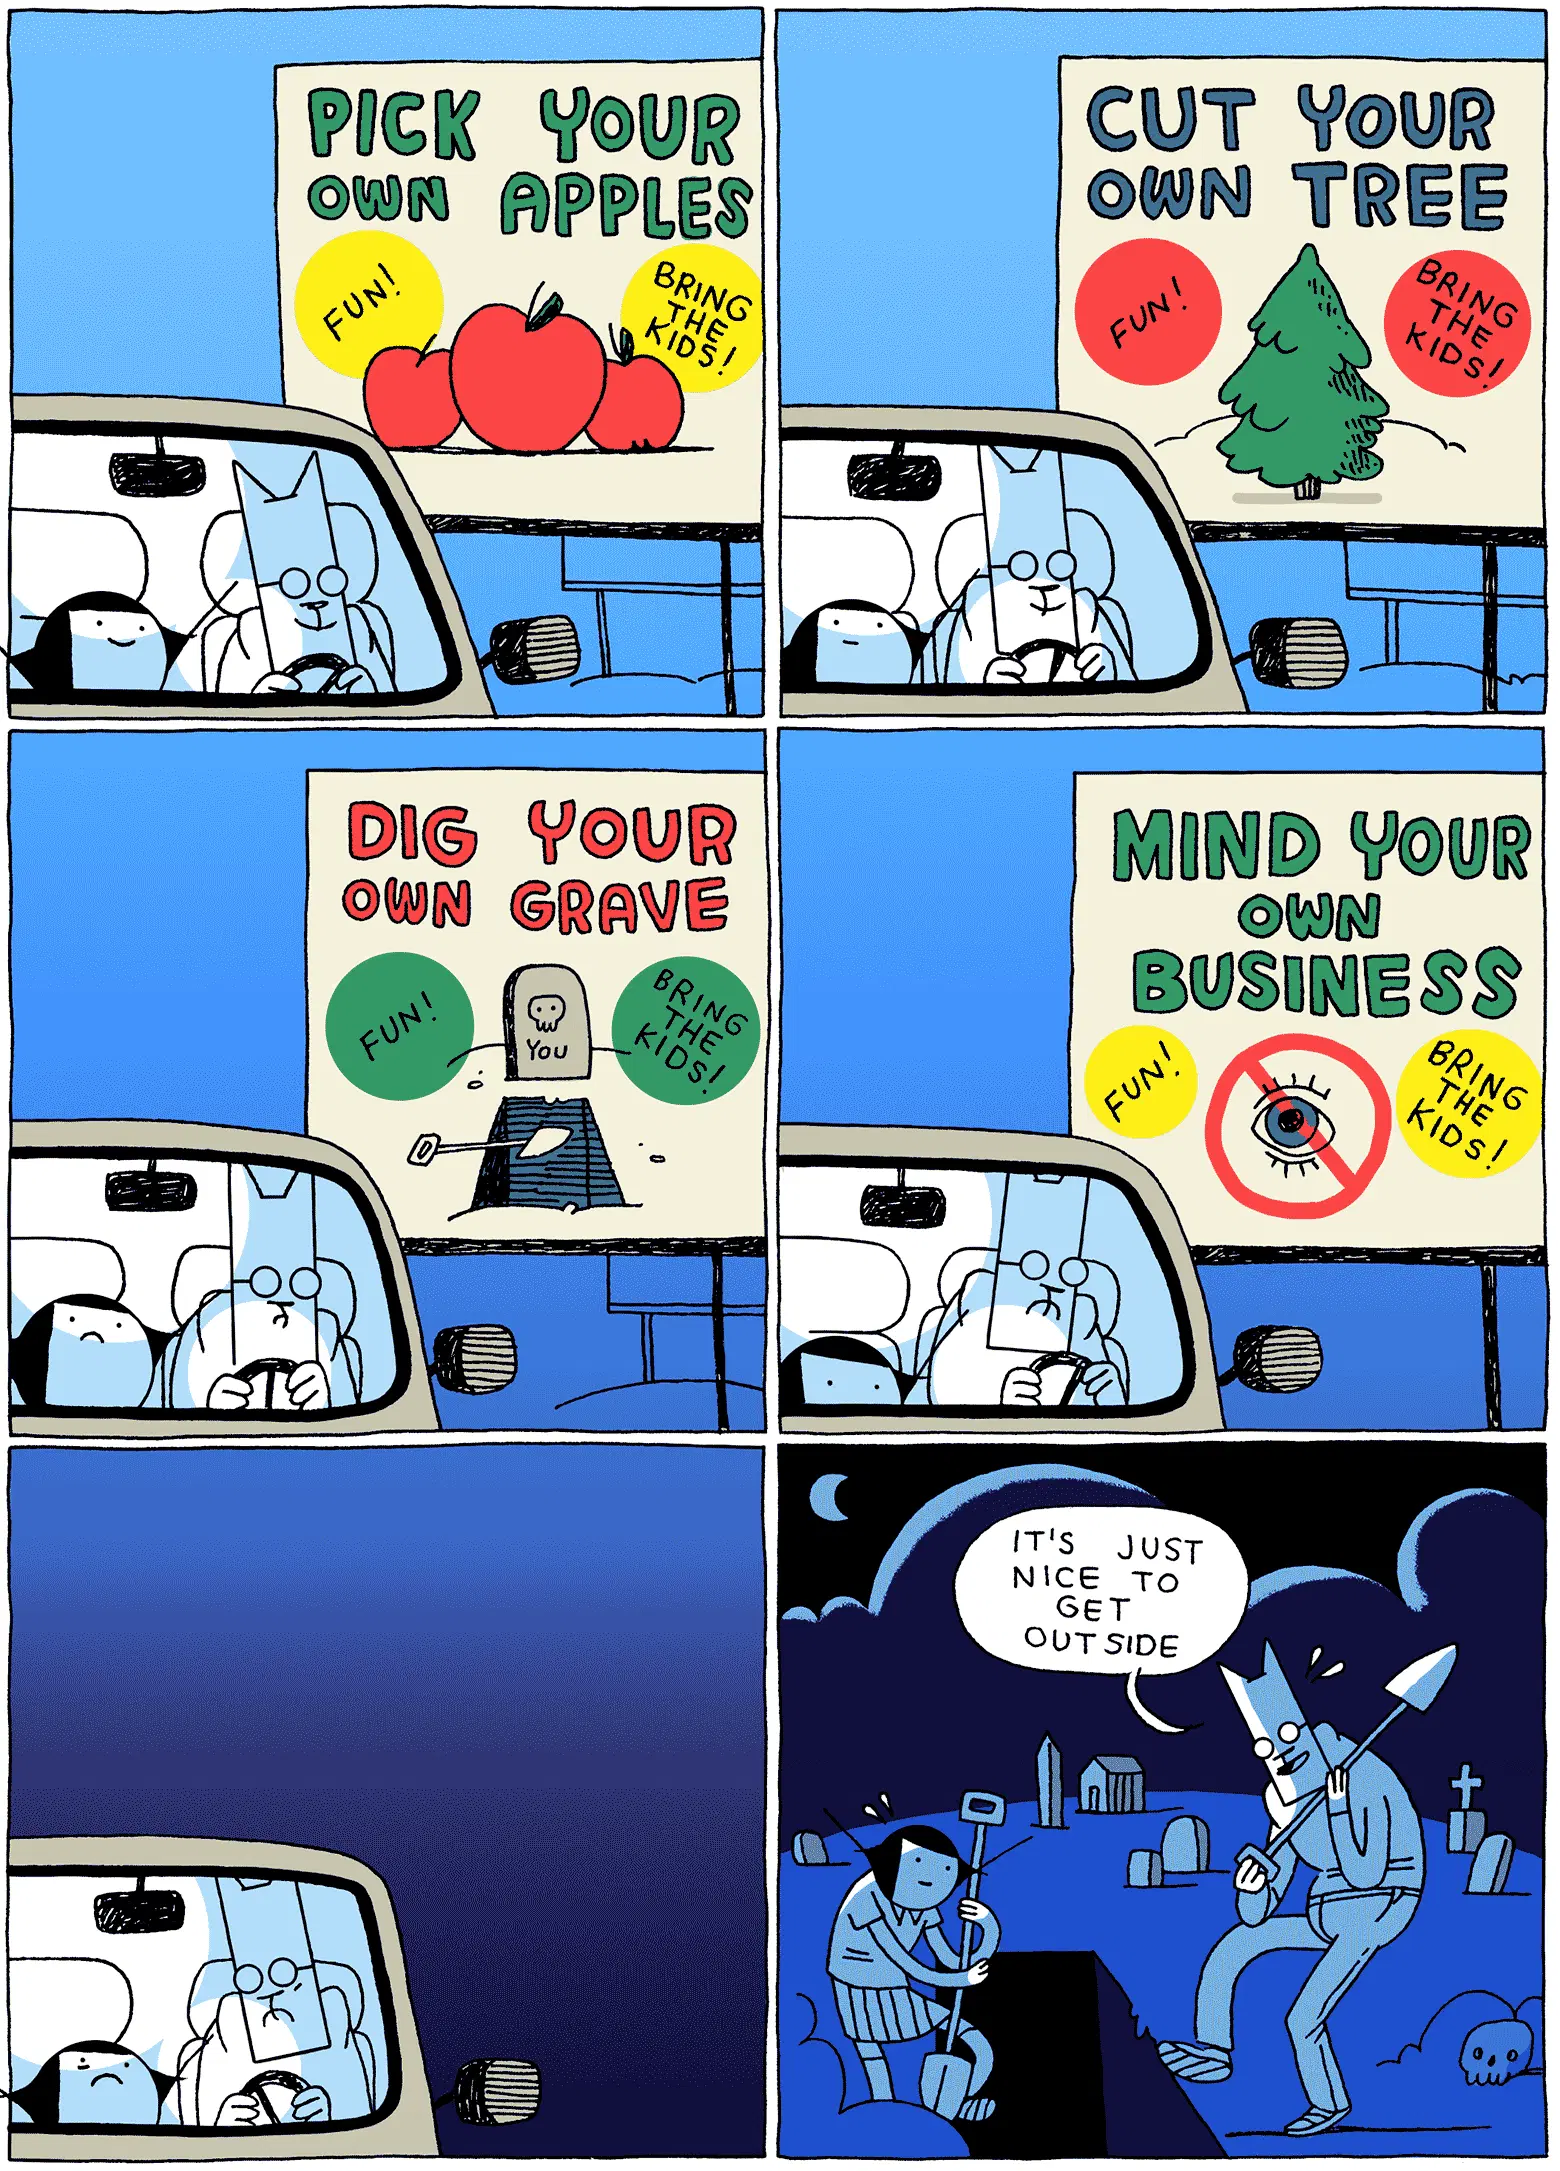 PICK YOUR
OWN APPLES
FUN!
BRING
THE
KIDS!
CUT YOUR
OWN TREE
FUN!
BRING
THE
KIDS!
DIG YOUR
OWN GRAVE
FUN!
BRING
THE
KIDS!
YOU
MIND YOUR
OWN
BUSINESS
FUN!
BRING
THE
KIDS!
IT'S JUST
NICE TO
GET
OUTSIDE